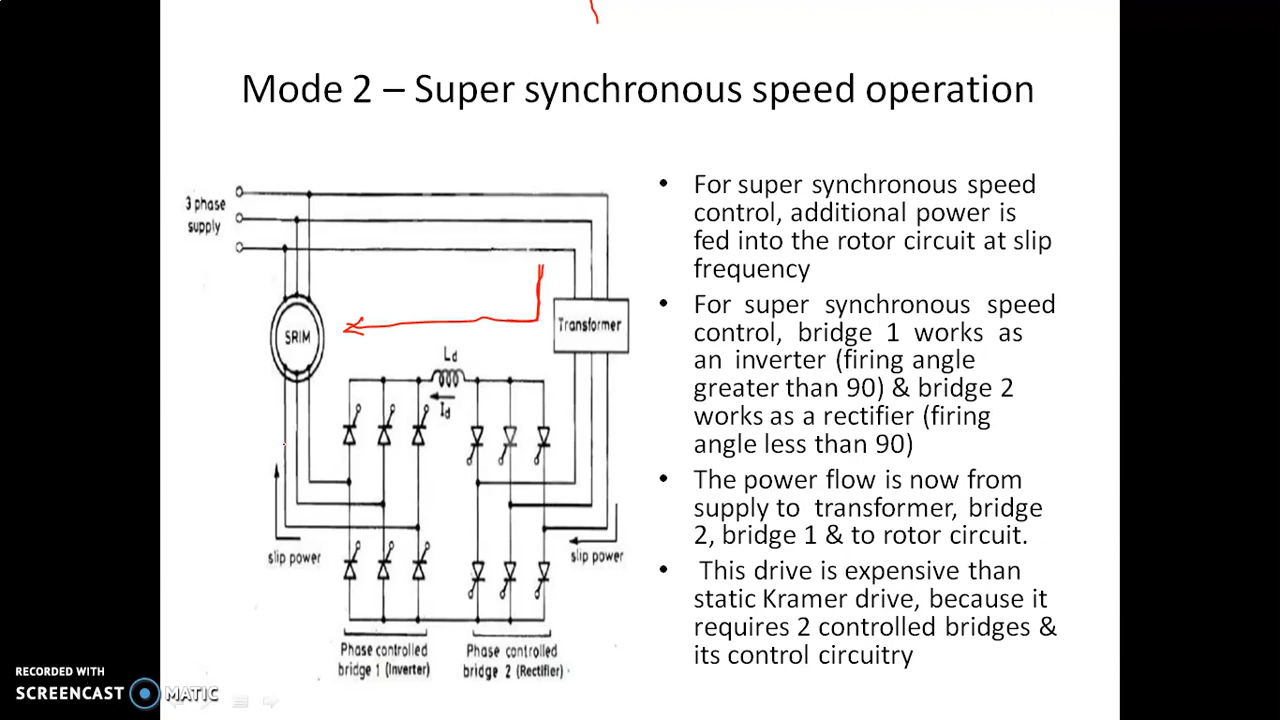 Mode 2 – Super synchronous speed operation
3 phase
supply
SRIM
Transformer
Ld
Id
slip power
slip power
Phase controlled
bridge 1 (Inverter)
Phase controlled
bridge 2 (Rectifier)
• For super synchronous speed
control, additional power is
fed into the rotor circuit at slip
frequency
• For super synchronous speed
control, bridge 1 works as
an inverter (firing angle
greater than 90) & bridge 2
works as a rectifier (firing
angle less than 90)
• The power flow is now from
supply to transformer, bridge
2, bridge 1 & to rotor circuit.
• This drive is expensive than
static Kramer drive, because it
requires 2 controlled bridges &
its control circuitry
RECORDED WITH
SCREENCAST MATIC